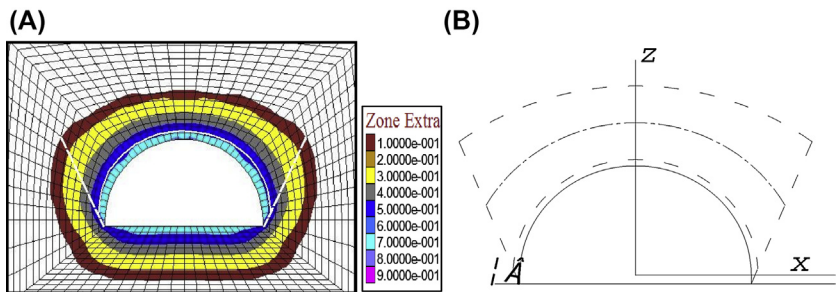 (A)
(B)
Zone Extra
1.0000e-001
2.0000e-001
3.0000e-001
4.0000e-001
5.0000e-001
6.0000e-001
7.0000e-001
8.0000e-001
9.0000e-001
z
Â
x